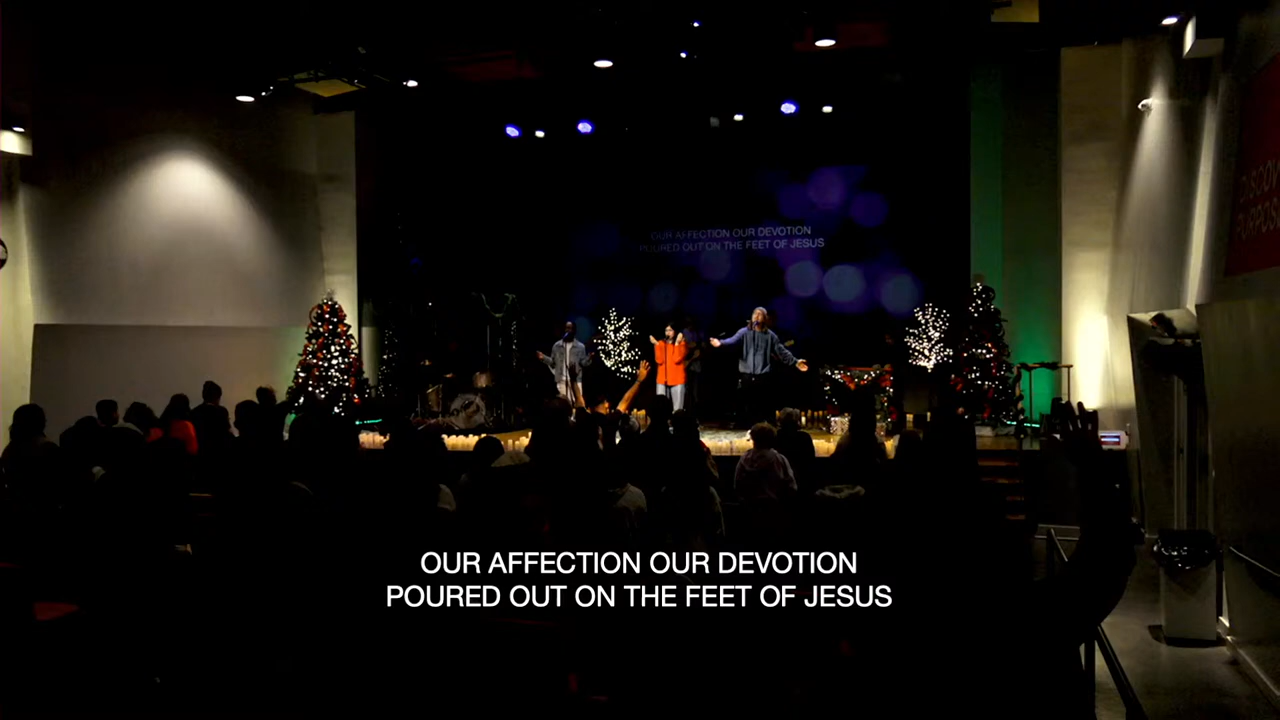 OUR AFFECTION OUR DEVOTION
POURED OUT ON THE FEET OF JESUS
OUR AFFECTION OUR DEVOTION
POURED OUT ON THE FEET OF JESUS